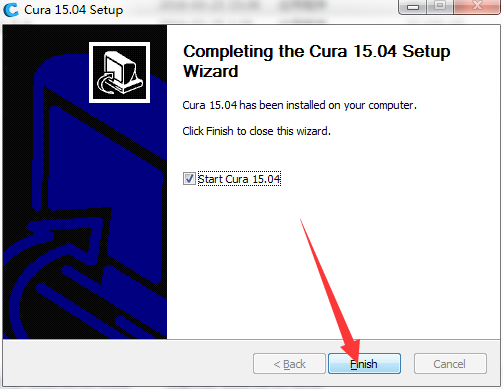 Cura 15.04 Setup
Completing the Cura 15.04 Setup
Wizard
Cura 15.04 has been installed on your computer.
Click Finish to close this wizard.
Start Cura 15.04
< Back
Finish
Cancel